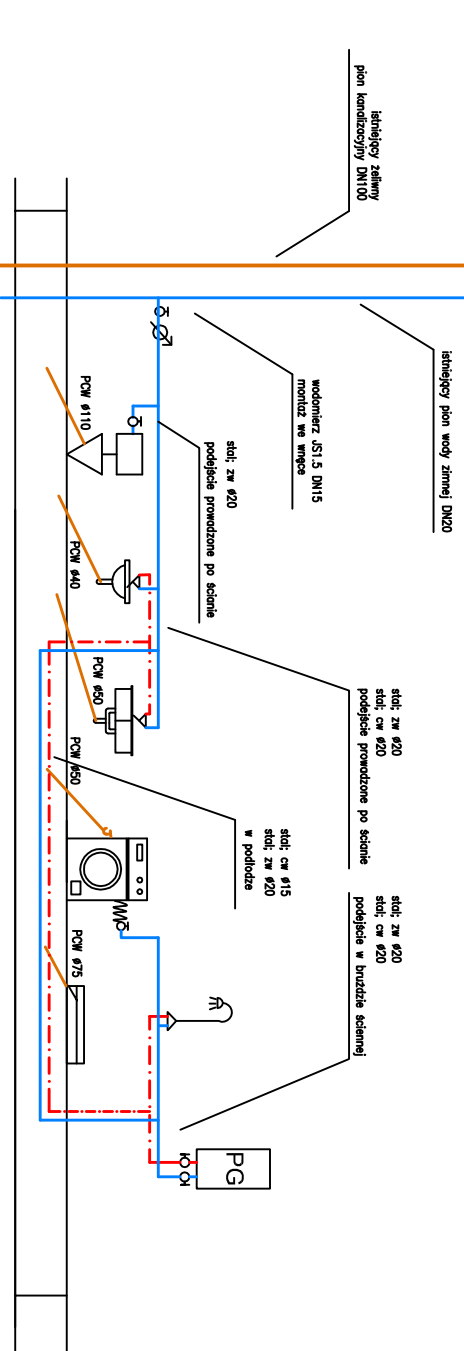 istniejący żeliwny
pion kanalizacyjny DN100
istniejący pion wody zimnej DN20
wodomierz JS1.5 DN15
montaż we wnęce
stal; zw ø20
podejście prowadzone po ścianie
stal; zw ø20
stal; cw ø20
podejście prowadzone po ścianie
stal; cw ø15
stal; zw ø20
w podłodze
stal; zw ø20
stal; cw ø20
podejście w bruździe ściennej
PCW ø110
PCW ø40
PCW ø50
PCW ø50
PCW ø75
PG